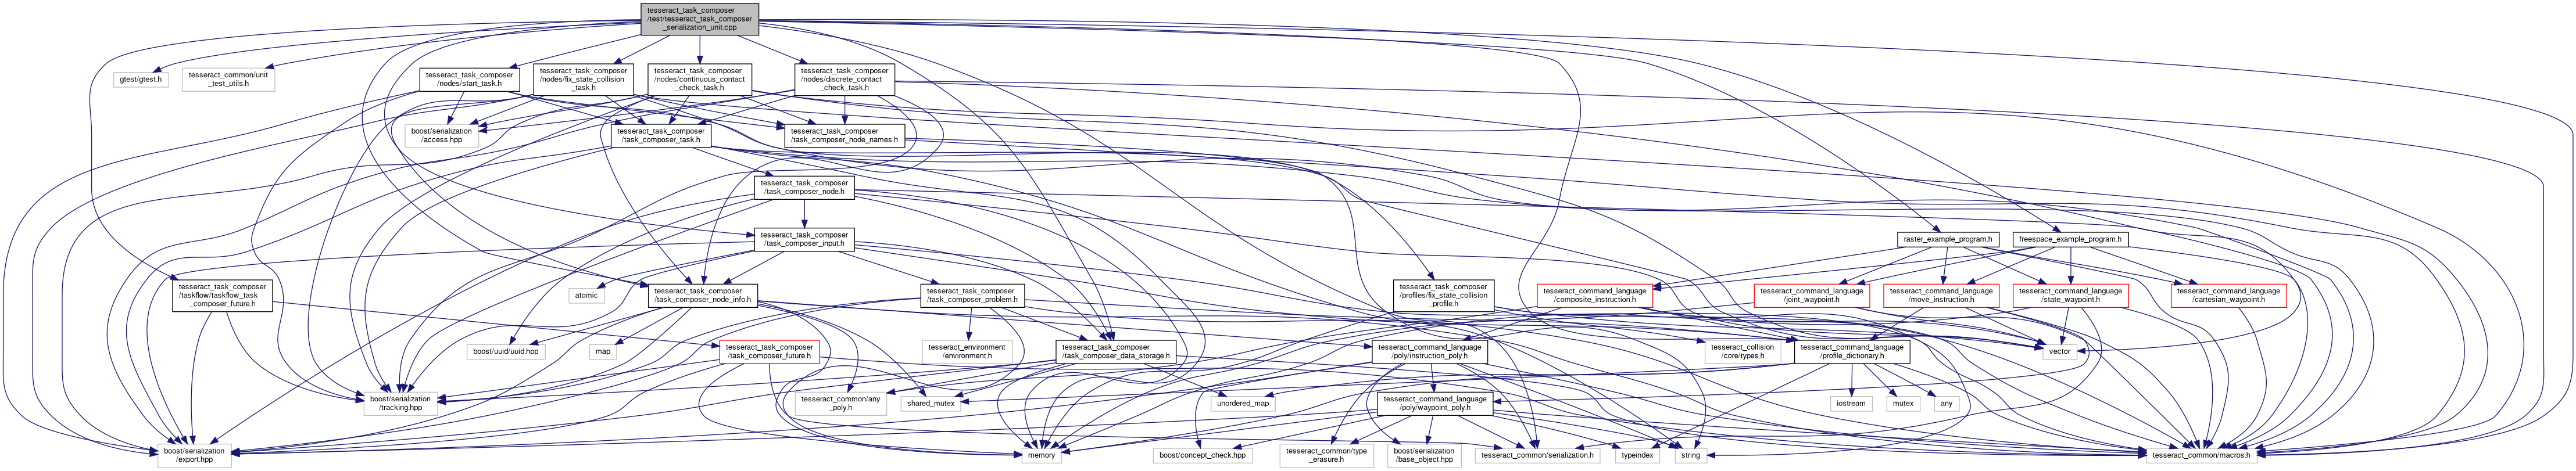 tesseract_task_composer
/test/tesseract_task_composer
_serialization_unit.cpp
gtest/gtest.h
tesseract_common/unit
_test_utils.h
tesseract_task_composer
/nodes/start_task.h
tesseract_task_composer
/nodes/fix_state_collision
_task.h
tesseract_task_composer
/nodes/continuous_contact
_check_task.h
tesseract_task_composer
/nodes/discrete_contact
_check_task.h
boost/serialization
/access.hpp
tesseract_task_composer
/task_composer_task.h
tesseract_task_composer
/task_composer_node_names.h
tesseract_task_composer
/task_composer_node.h
tesseract_task_composer
/task_composer_input.h
raster_example_program.h
freespace_example_program.h
tesseract_task_composer
/taskflow/taskflow_task
_composer_future.h
atomic
tesseract_task_composer
/task_composer_node_info.h
tesseract_task_composer
/task_composer_problem.h
tesseract_task_composer
/profiles/fix_state_collision
_profile.h
tesseract_command_language
/composite_instruction.h
tesseract_command_language
/joint_waypoint.h
tesseract_command_language
/move_instruction.h
tesseract_command_language
/state_waypoint.h
tesseract_command_language
/cartesian_waypoint.h
boost/uuid/uuid.hpp
map
tesseract_task_composer
/task_composer_future.h
tesseract_environment
/environment.h
tesseract_task_composer
/task_composer_data_storage.h
tesseract_command_language
/poly/instruction_poly.h
tesseract_collision
/core/types.h
tesseract_command_language
/profile_dictionary.h
vector
boost/serialization
/tracking.hpp
tesseract_common/any
_poly.h
shared_mutex
unordered_map
tesseract_command_language
/poly/waypoint_poly.h
iostream
mutex
any
boost/serialization
/export.hpp
memory
boost/concept_check.hpp
tesseract_common/type
_erasure.h
boost/serialization
/base_object.hpp
tesseract_common/serialization.h
typeindex
string
tesseract_common/macros.h